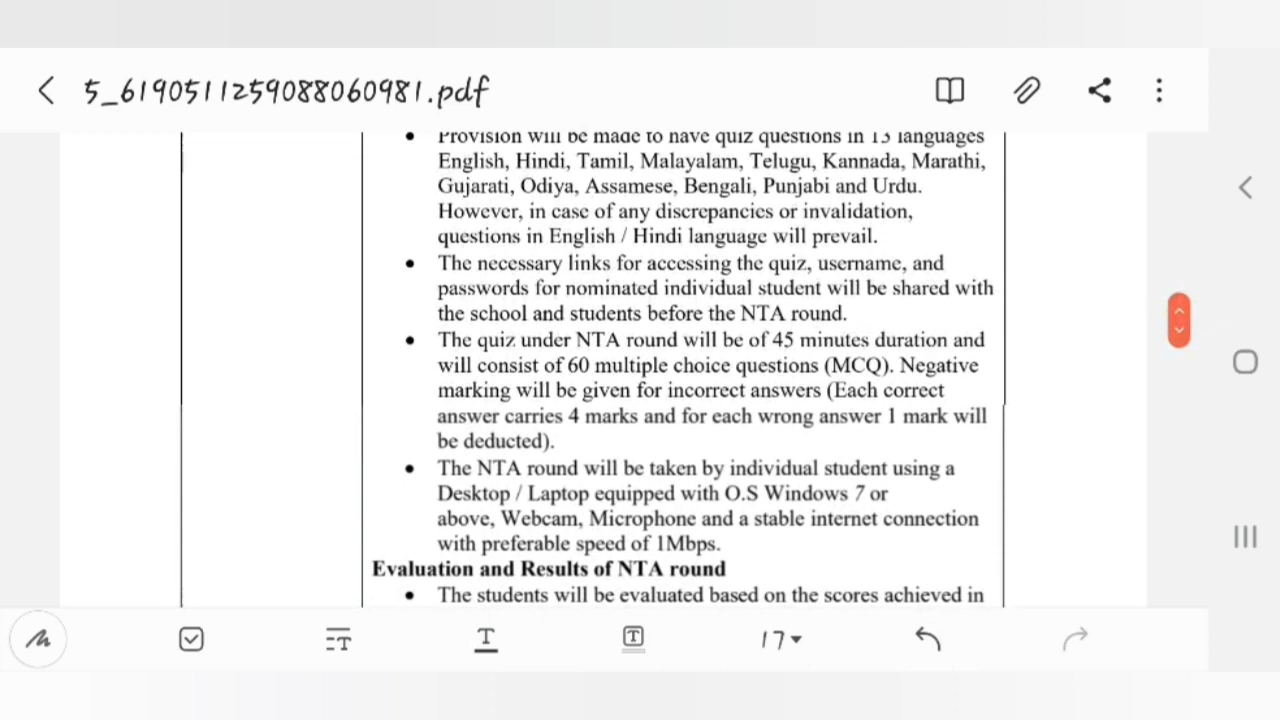 5_6190511259088060981.pdf
Provision will be made to have quiz questions in 13 languages
English, Hindi, Tamil, Malayalam, Telugu, Kannada, Marathi,
Gujarati, Odiya, Assamese, Bengali, Punjabi and Urdu.
However, in case of any discrepancies or invalidation,
questions in English / Hindi language will prevail.
The necessary links for accessing the quiz, username, and
passwords for nominated individual student will be shared with
the school and students before the NTA round.
The quiz under NTA round will be of 45 minutes duration and
will consist of 60 multiple choice questions (MCQ). Negative
marking will be given for incorrect answers (Each correct
answer carries 4 marks and for each wrong answer 1 mark will
be deducted).
The NTA round will be taken by individual student using a
Desktop / Laptop equipped with O.S Windows 7 or
above, Webcam, Microphone and a stable internet connection
with preferable speed of 1Mbps.
Evaluation and Results of NTA round
The students will be evaluated based on the scores achieved in
17